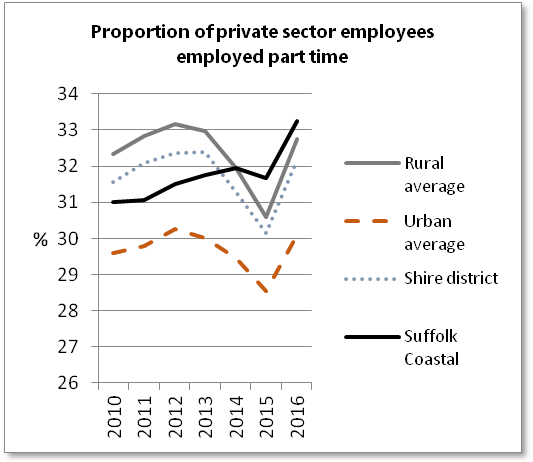 Proportion of private sector employees
employed part time
34
33
32
31
30
29
28
27
26
%
2010
2011
2012
2013
2014
2015
2016
Rural
average
Urban
average
Shire district
Suffolk
Coastal